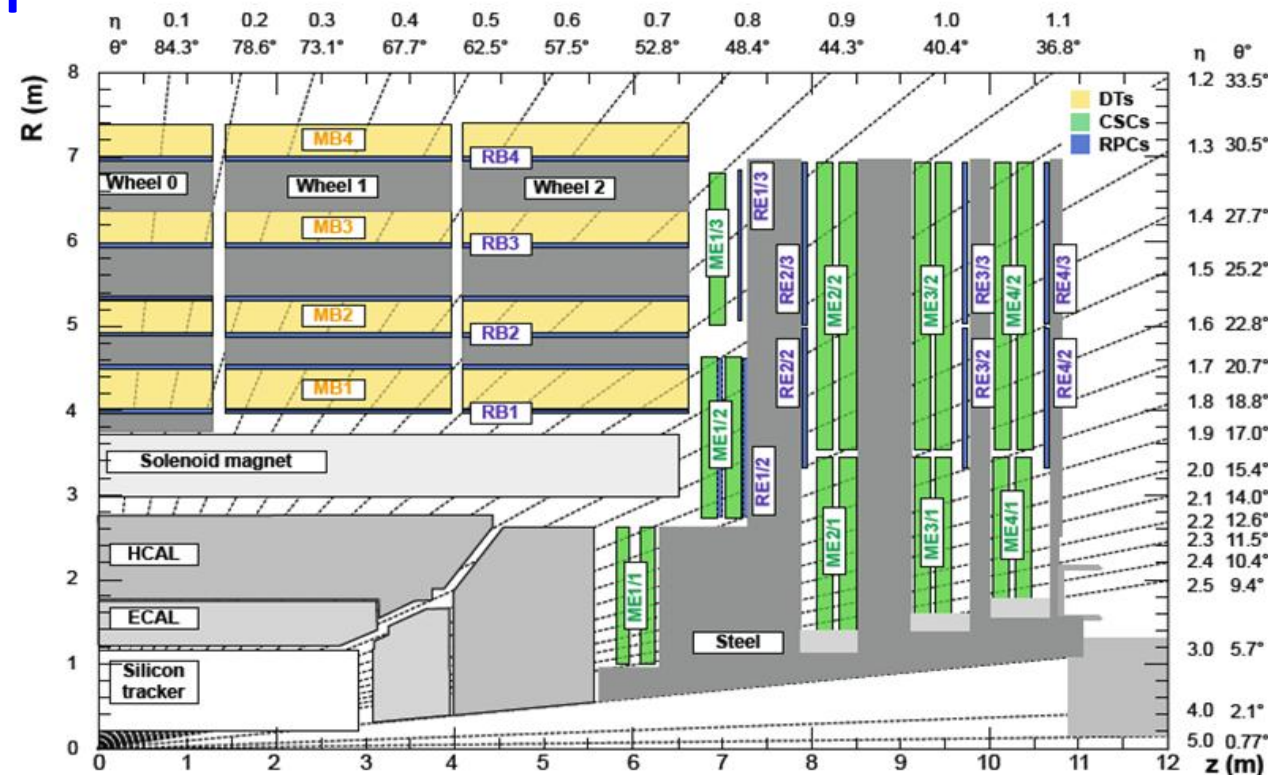 η 0.1 0.2 0.3 0.4 0.5 0.6 0.7 0.8 0.9 1.0 1.1
θ° 84.3° 78.6° 73.1° 67.7° 62.5° 57.5° 52.8° 48.4° 44.3° 40.4° 36.8° η θ°
R (m)
8
7
6
5
4
3
2
1
0
1.2 33.5°
1.3 30.5°
1.4 27.7°
1.5 25.2°
1.6 22.8°
1.7 20.7°
1.8 18.8°
1.9 17.0°
2.0 15.4°
2.1 14.0°
2.2 12.6°
2.3 11.5°
2.4 10.4°
2.5 9.4°
3.0 5.7°
4.0 2.1°
5.0 0.77°
DTs
CSCs
RPCs
MB4
RB4
Wheel 0
Wheel 1
Wheel 2
MB3
RB3
MB2
RB2
MB1
RB1
Solenoid magnet
HCAL
ECAL
Silicon
tracker
Steel
ME1/3
RE1/3
RE2/3
ME2/2
ME3/2
RE3/3
ME4/2
RE4/3
ME1/2
RE1/2
RE2/2
RE3/2
RE4/2
ME1/1
ME2/1
ME3/1
ME4/1
0 1 2 3 4 5 6 7 8 9 10 11 12
z (m)